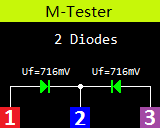 M-Tester
2 Diodes
Uf=716mV Uf=716mV
1 2 3